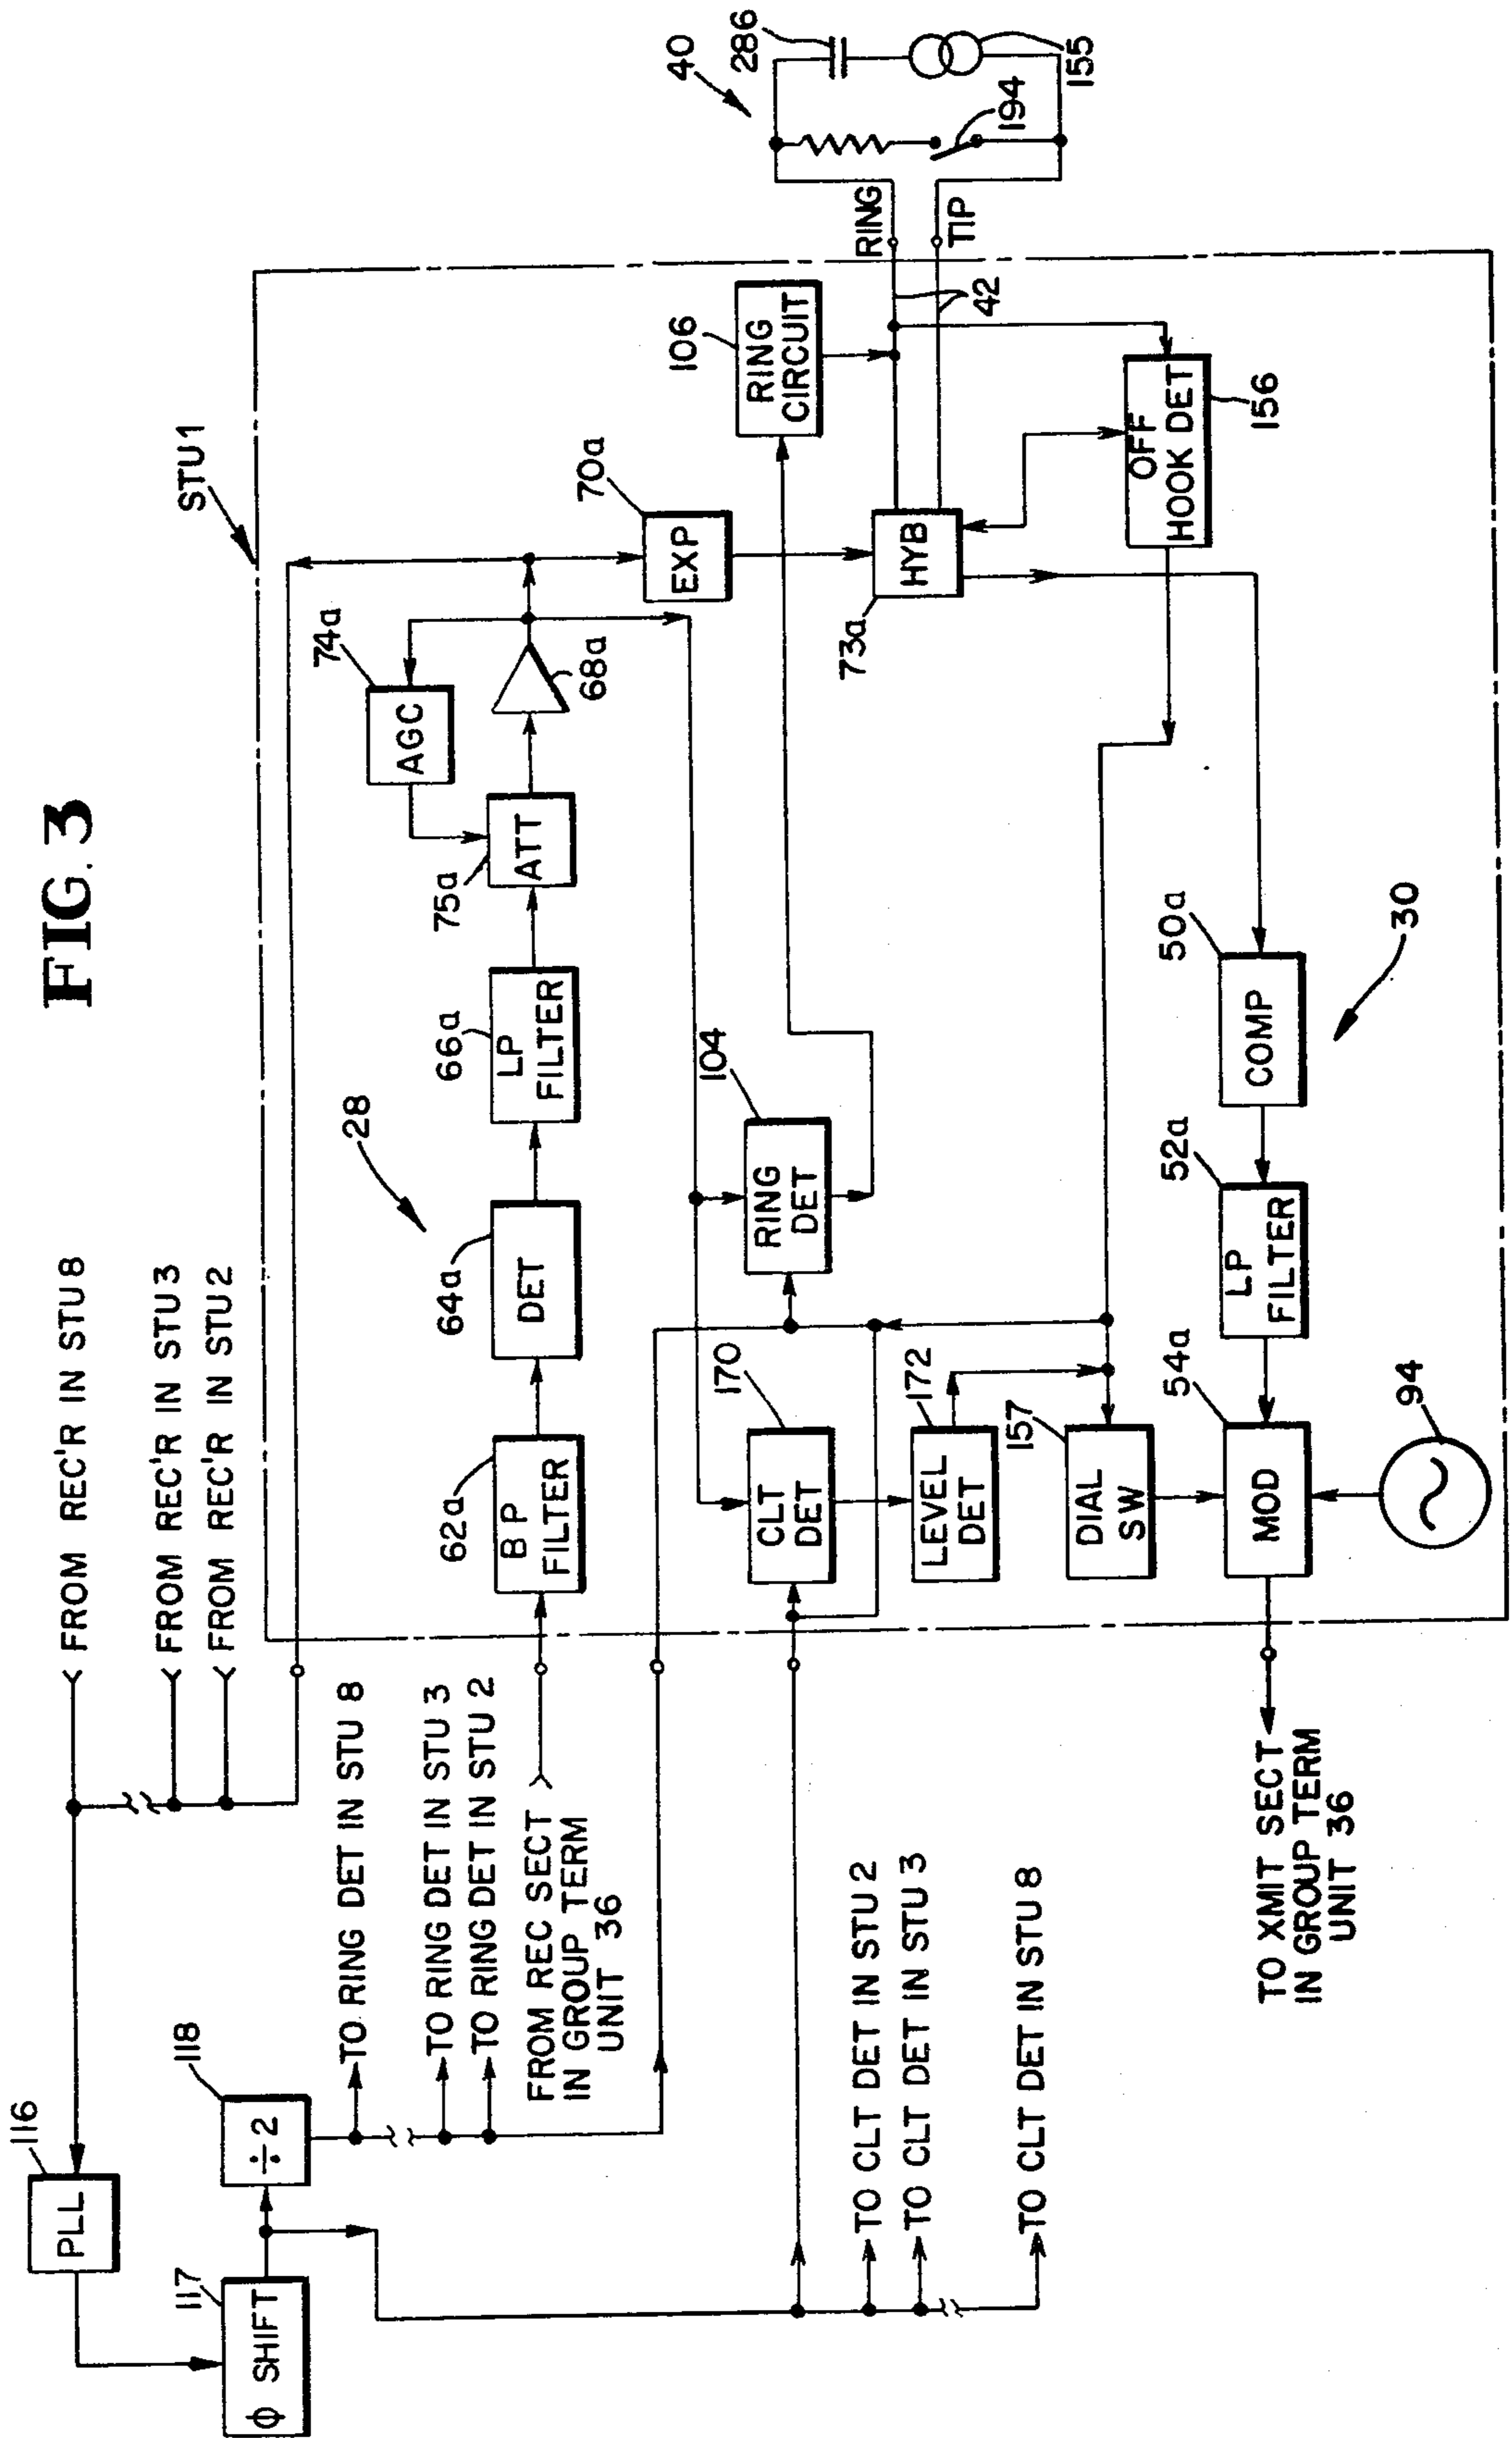 FIG. 3
116
PLL
117
Φ SHIFT
118
÷2
FROM REC'R IN STU 8
FROM REC'R IN STU 3
FROM REC'R IN STU 2
TO RING DET IN STU 8
TO RING DET IN STU 3
TO RING DET IN STU 2
FROM REC SECT
IN GROUP TERM
UNIT 36
TO CLT DET IN STU 2
TO CLT DET IN STU 3
TO CLT DET IN STU 8
TO XMIT SECT
IN GROUP TERM
UNIT 36
STU 1
28
62a
BP
FILTER
64a
DET
66a
LP
FILTER
75a
ATT
74a
AGC
68a
70a
EXP
104
RING
DET
106
RING
CIRCUIT
170
CLT
DET
172
LEVEL
DET
157
DIAL
SW
73a
HYB
OFF
HOOK DET
156
42
RING
TIP
40
286
194
155
54a
MOD
52a
LP
FILTER
50a
COMP
30
94